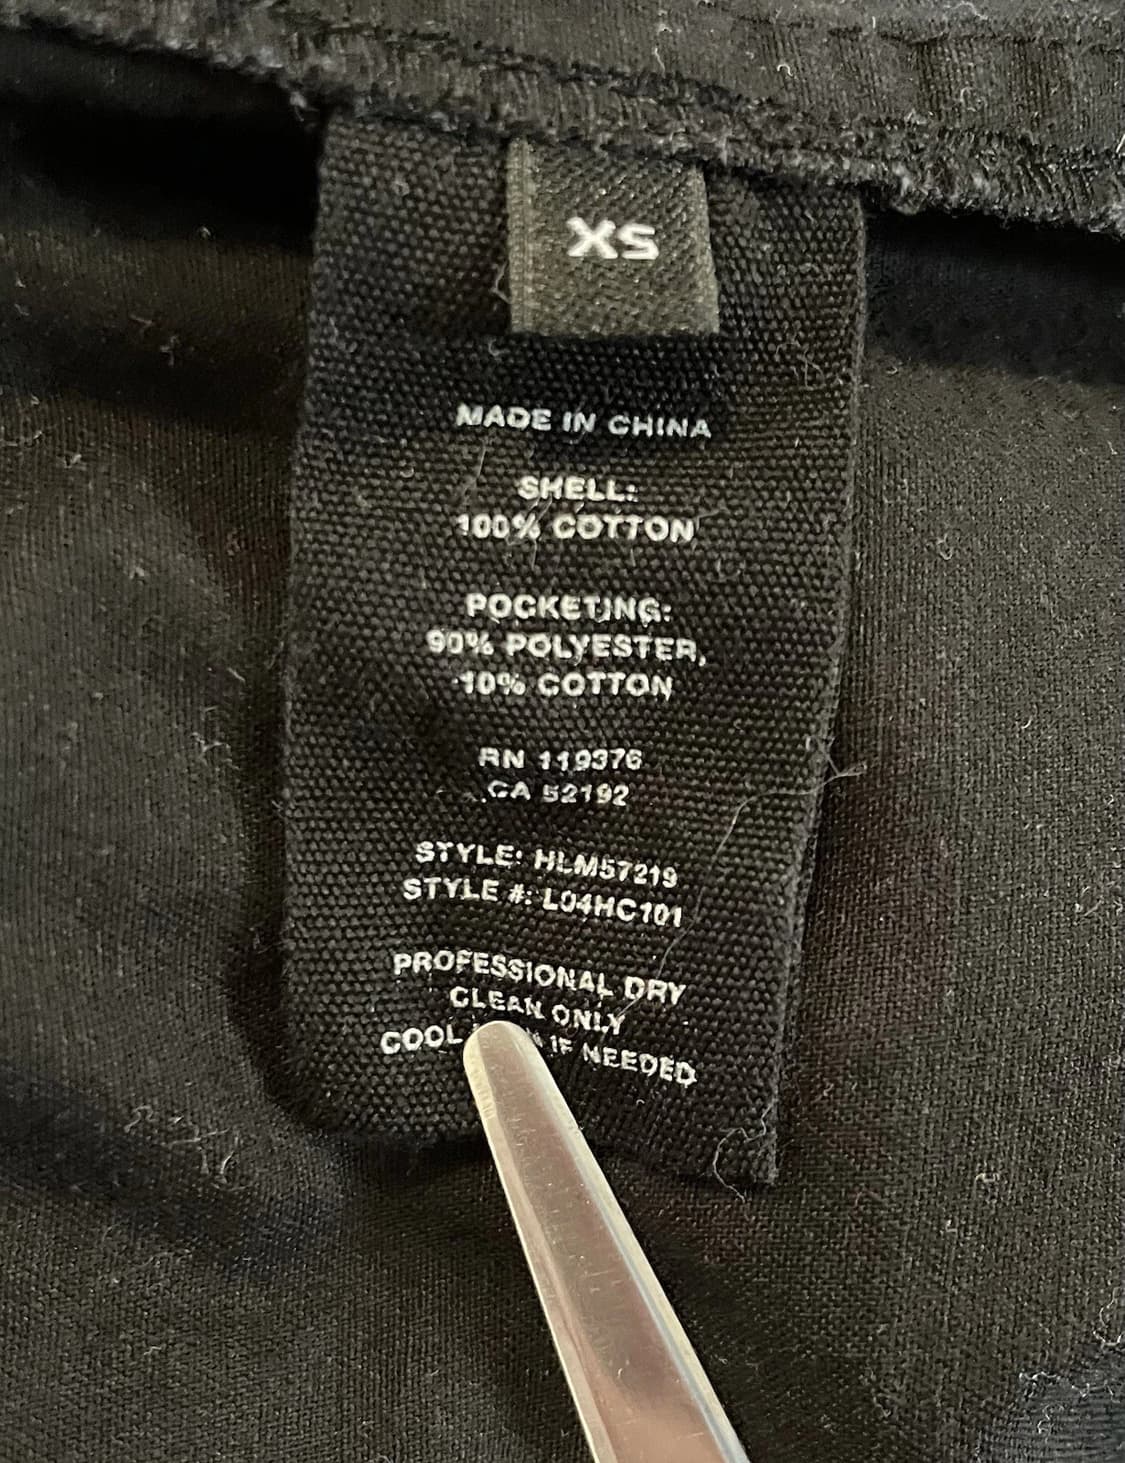 XS
MADE IN CHINA
SHELL:
100% COTTON
POCKETING:
90% POLYESTER,
10% COTTON
RN 119376
CA 52192
STYLE: HLM57219
STYLE #: L04HC101
PROFESSIONAL DRY
CLEAN ONLY
COOL IF NEEDED